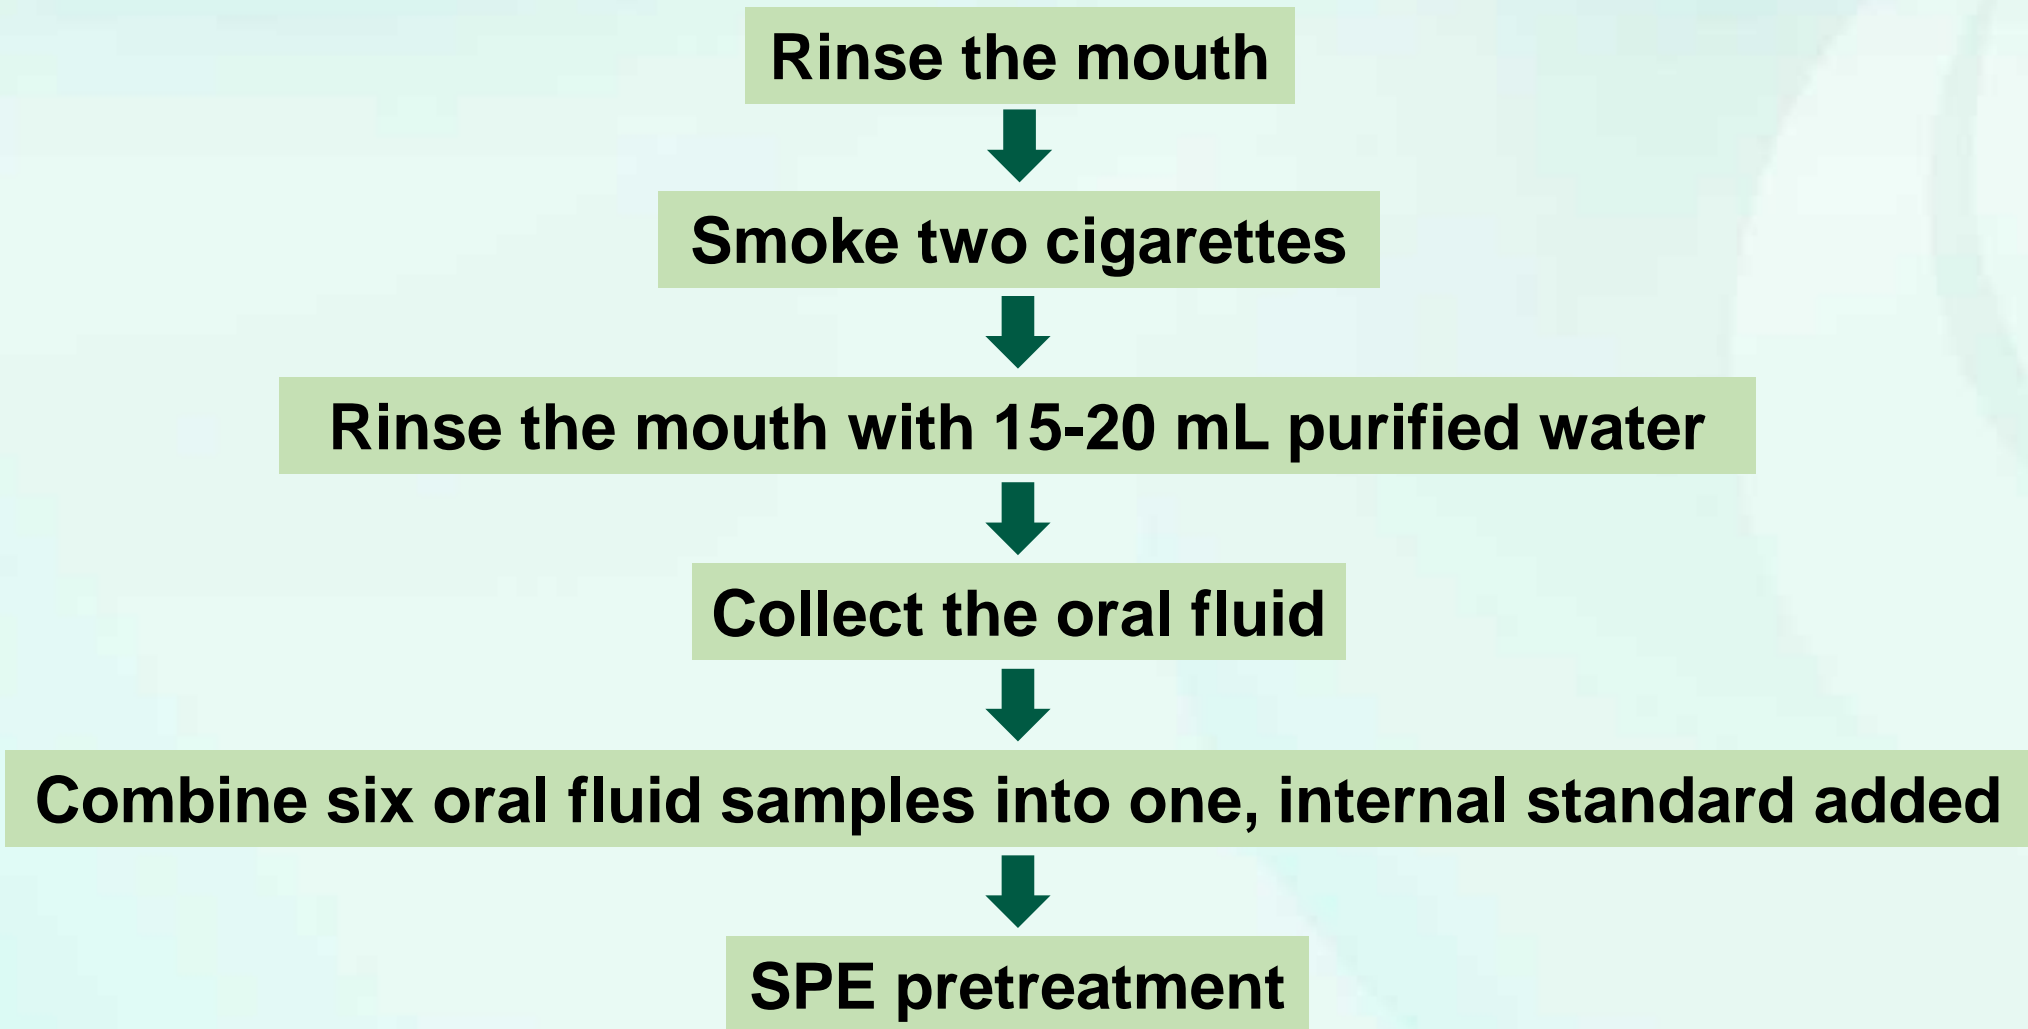 Rinse the mouth
Smoke two cigarettes
Rinse the mouth with 15-20 mL purified water
Collect the oral fluid
Combine six oral fluid samples into one, internal standard added
SPE pretreatment